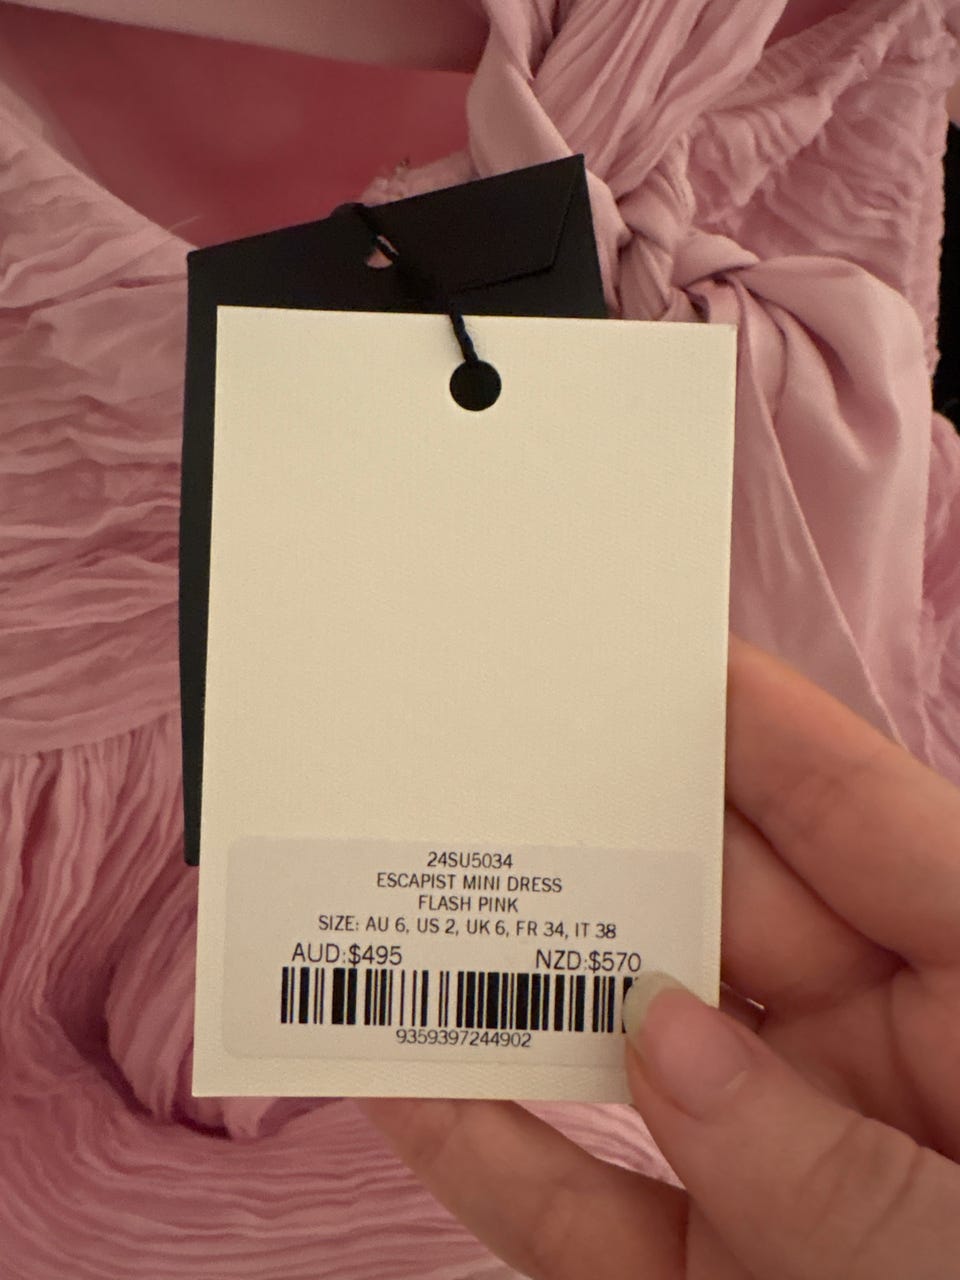 24SU5034
ESCAPIST MINI DRESS
FLASH PINK
SIZE: AU 6, US 2, UK 6, FR 34, IT 38
AUD:$495 NZD:$570
9359397244902